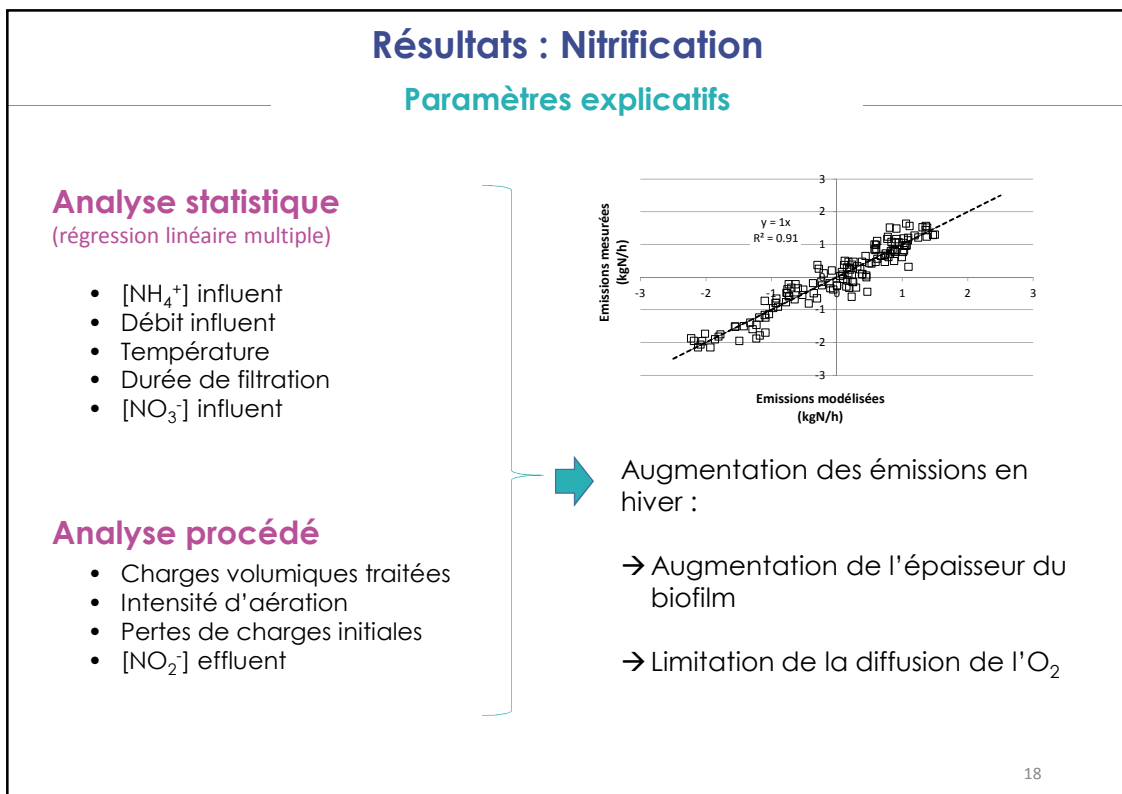 Résultats : Nitrification
Paramètres explicatifs
Analyse statistique
(régression linéaire multiple)
• [NH₄⁺] influent
• Débit influent
• Température
• Durée de filtration
• [NO₃⁻] influent
Analyse procédé
• Charges volumiques traitées
• Intensité d’aération
• Pertes de charges initiales
• [NO₂⁻] effluent
Emissions mesurées
(kgN/h)
y = 1x
R² = 0.91
3
2
1
-1
-2
-3
-3 -2 -1 0 1 2 3
Emissions modélisées
(kgN/h)
Augmentation des émissions en
hiver :
→ Augmentation de l’épaisseur du
biofilm
→ Limitation de la diffusion de l’O₂
18